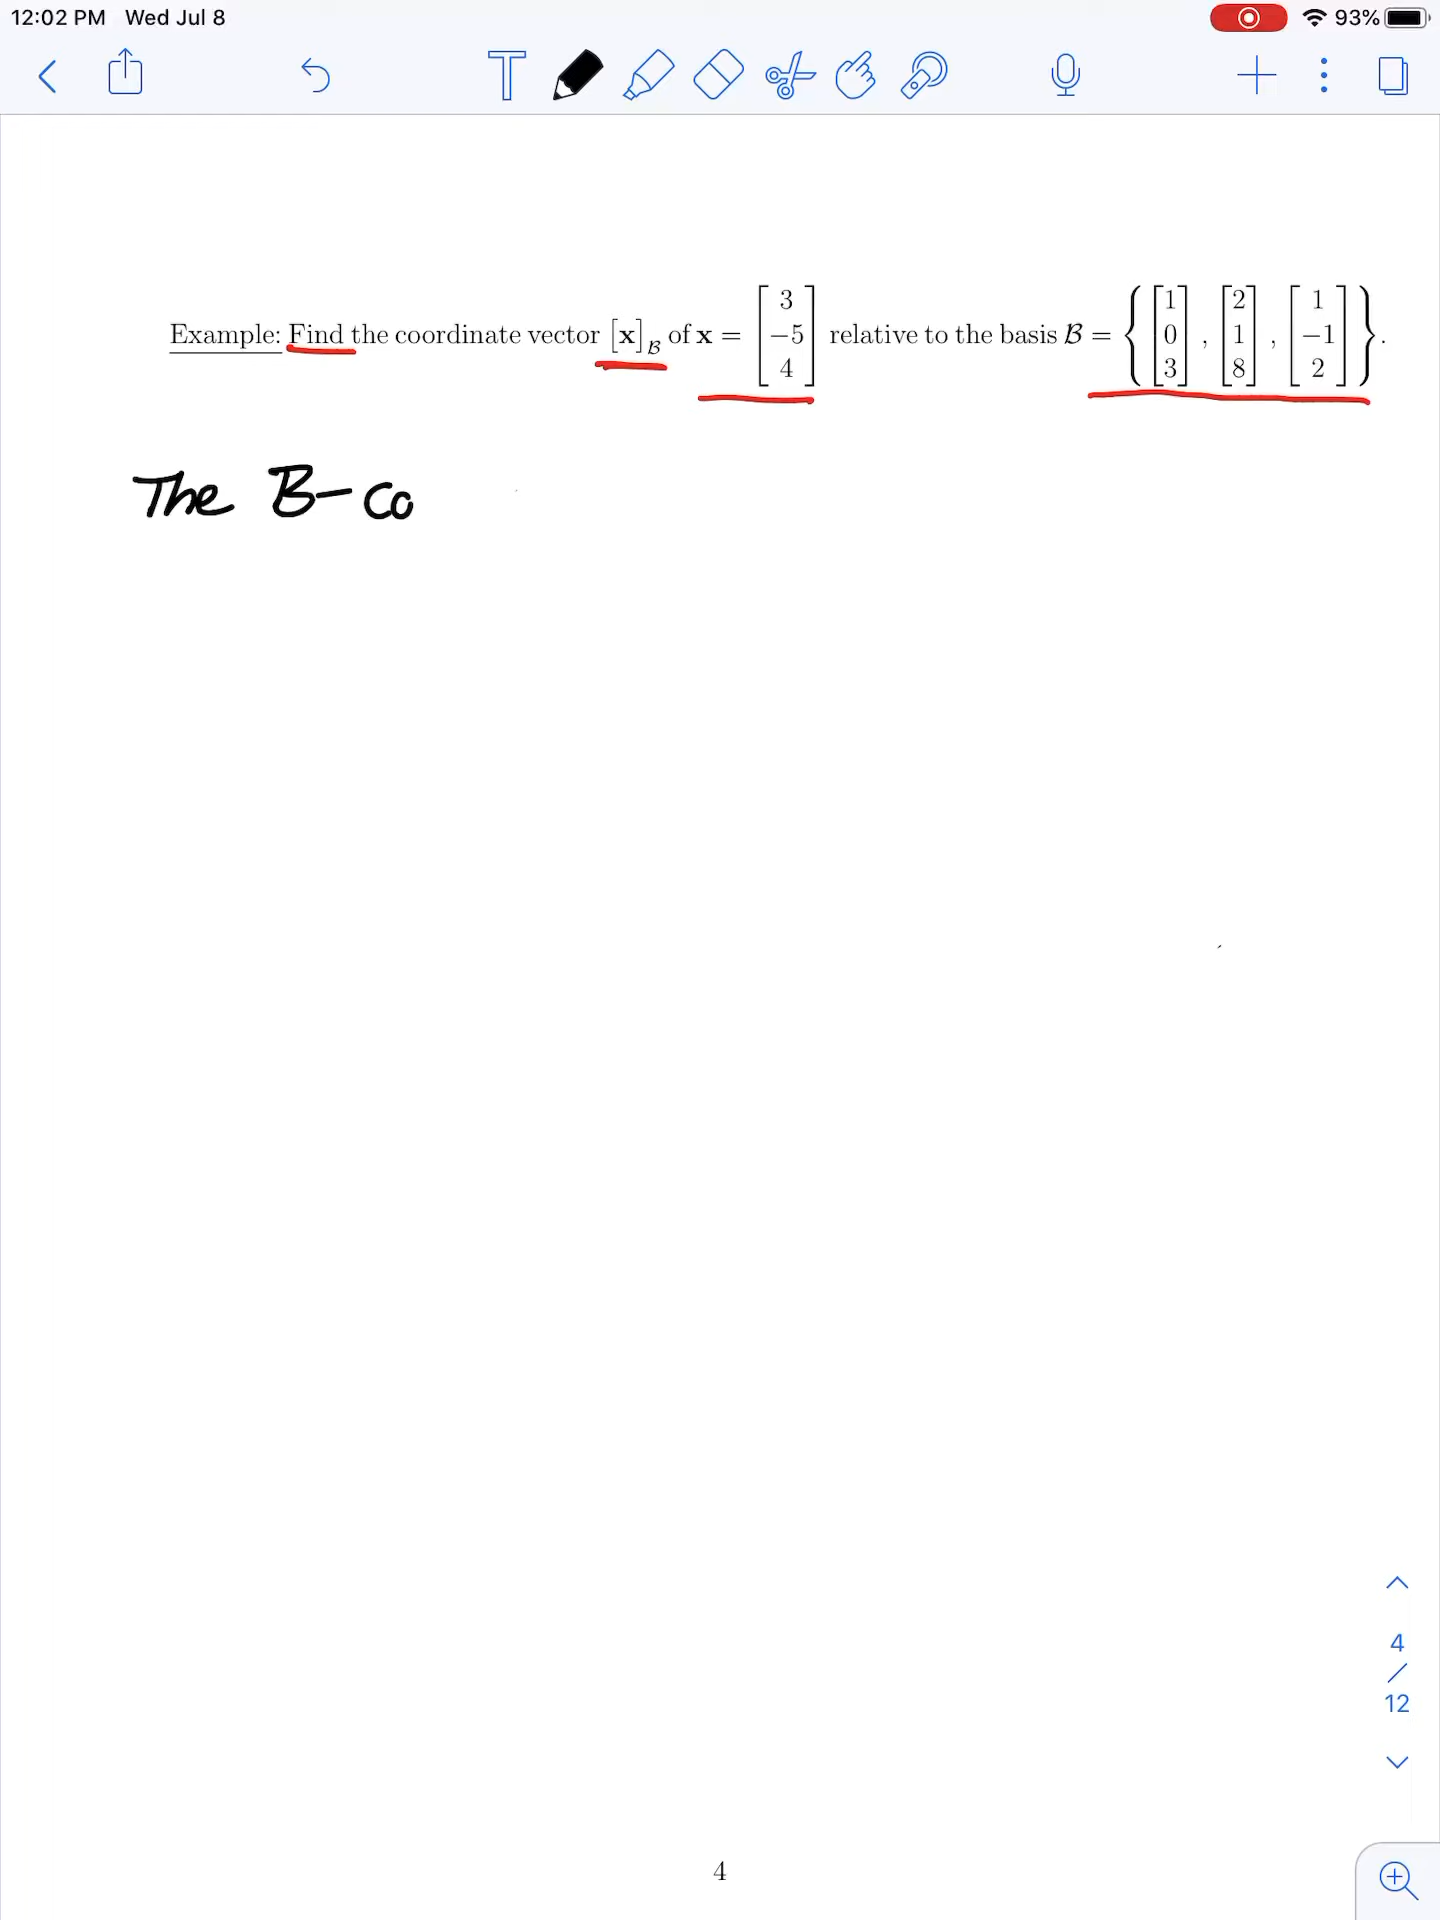 12:02 PM Wed Jul 8 93%
Example: Find the coordinate vector [x]_B of x = [3 −5 4] relative to the basis B = { [1 0 3], [2 1 8], [1 −1 2] }.
The B-Co
4
/
12
4